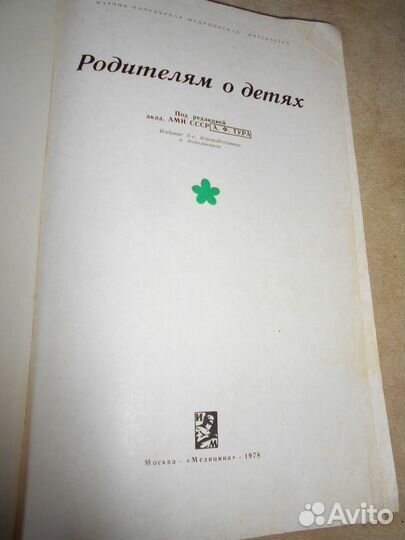 НАУЧНО-ПОПУЛЯРНАЯ МЕДИЦИНСКАЯ ЛИТЕРАТУРА
Родителям о детях
Под редакцией
акад. АМН СССР А. Ф. ТУРА
Издание 3-е, переработанное
и дополненное
ИМ
Москва · «Медицина» · 1978
Avito